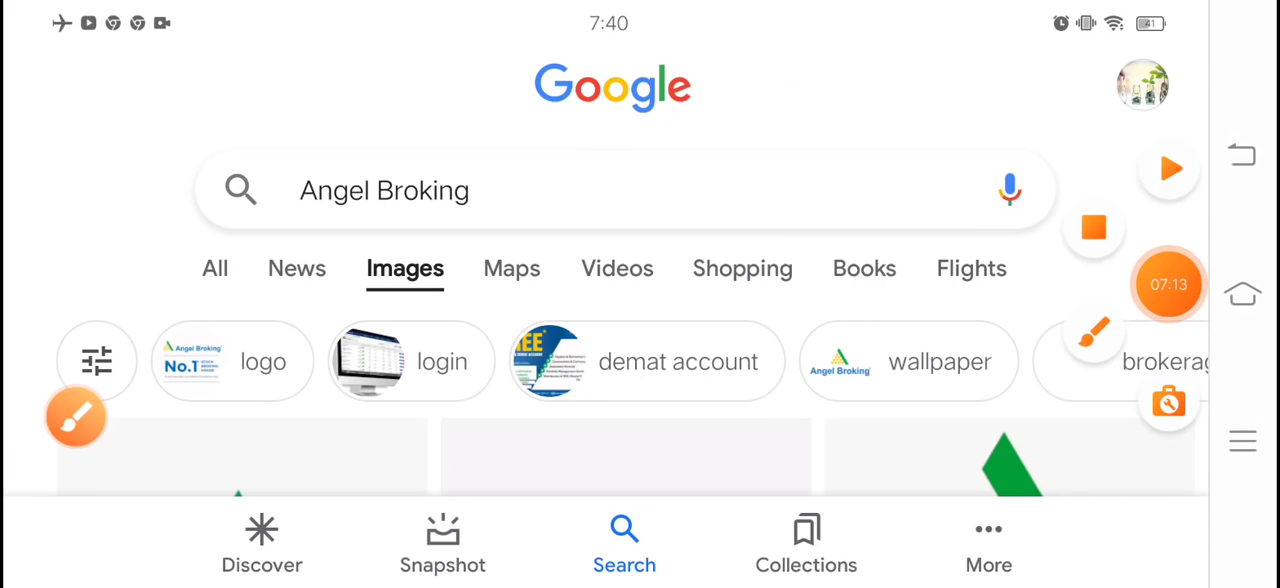 7:40
41
Google
Angel Broking
All News Images Maps Videos Shopping Books Flights
07:13
Angel Broking
No.1
logo
login
demat account
Angel Broking
wallpaper
Discover Snapshot Search Collections More